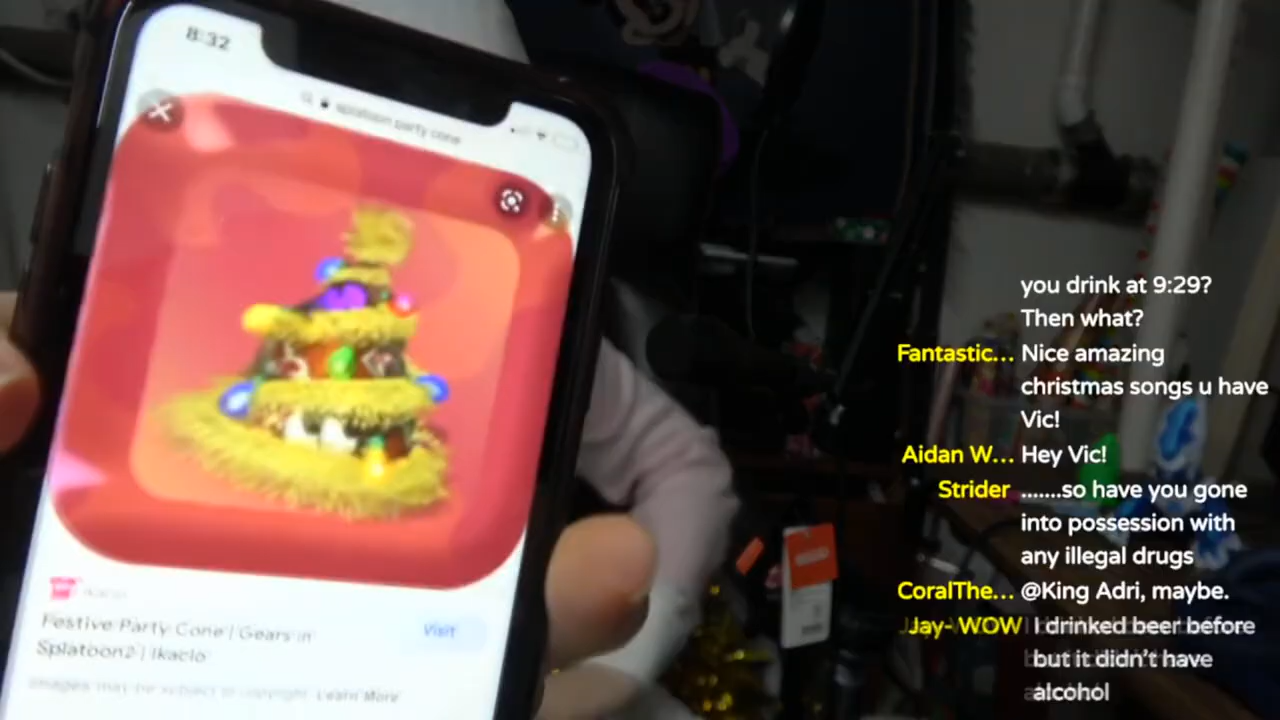 8:32
splatoon party cone
Festive Party Cone | Gears in
Splatoon2 | Ikaclo
Visit
Images may be subject to copyright. Learn More
you drink at 9:29?
Then what?
Fantastic... Nice amazing
christmas songs u have
Vic!
Aidan W... Hey Vic!
Strider .......so have you gone
into possession with
any illegal drugs
CoralThe... @King Adri, maybe.
Jay- WOW I drinked beer before
but it didn't have
alcohol